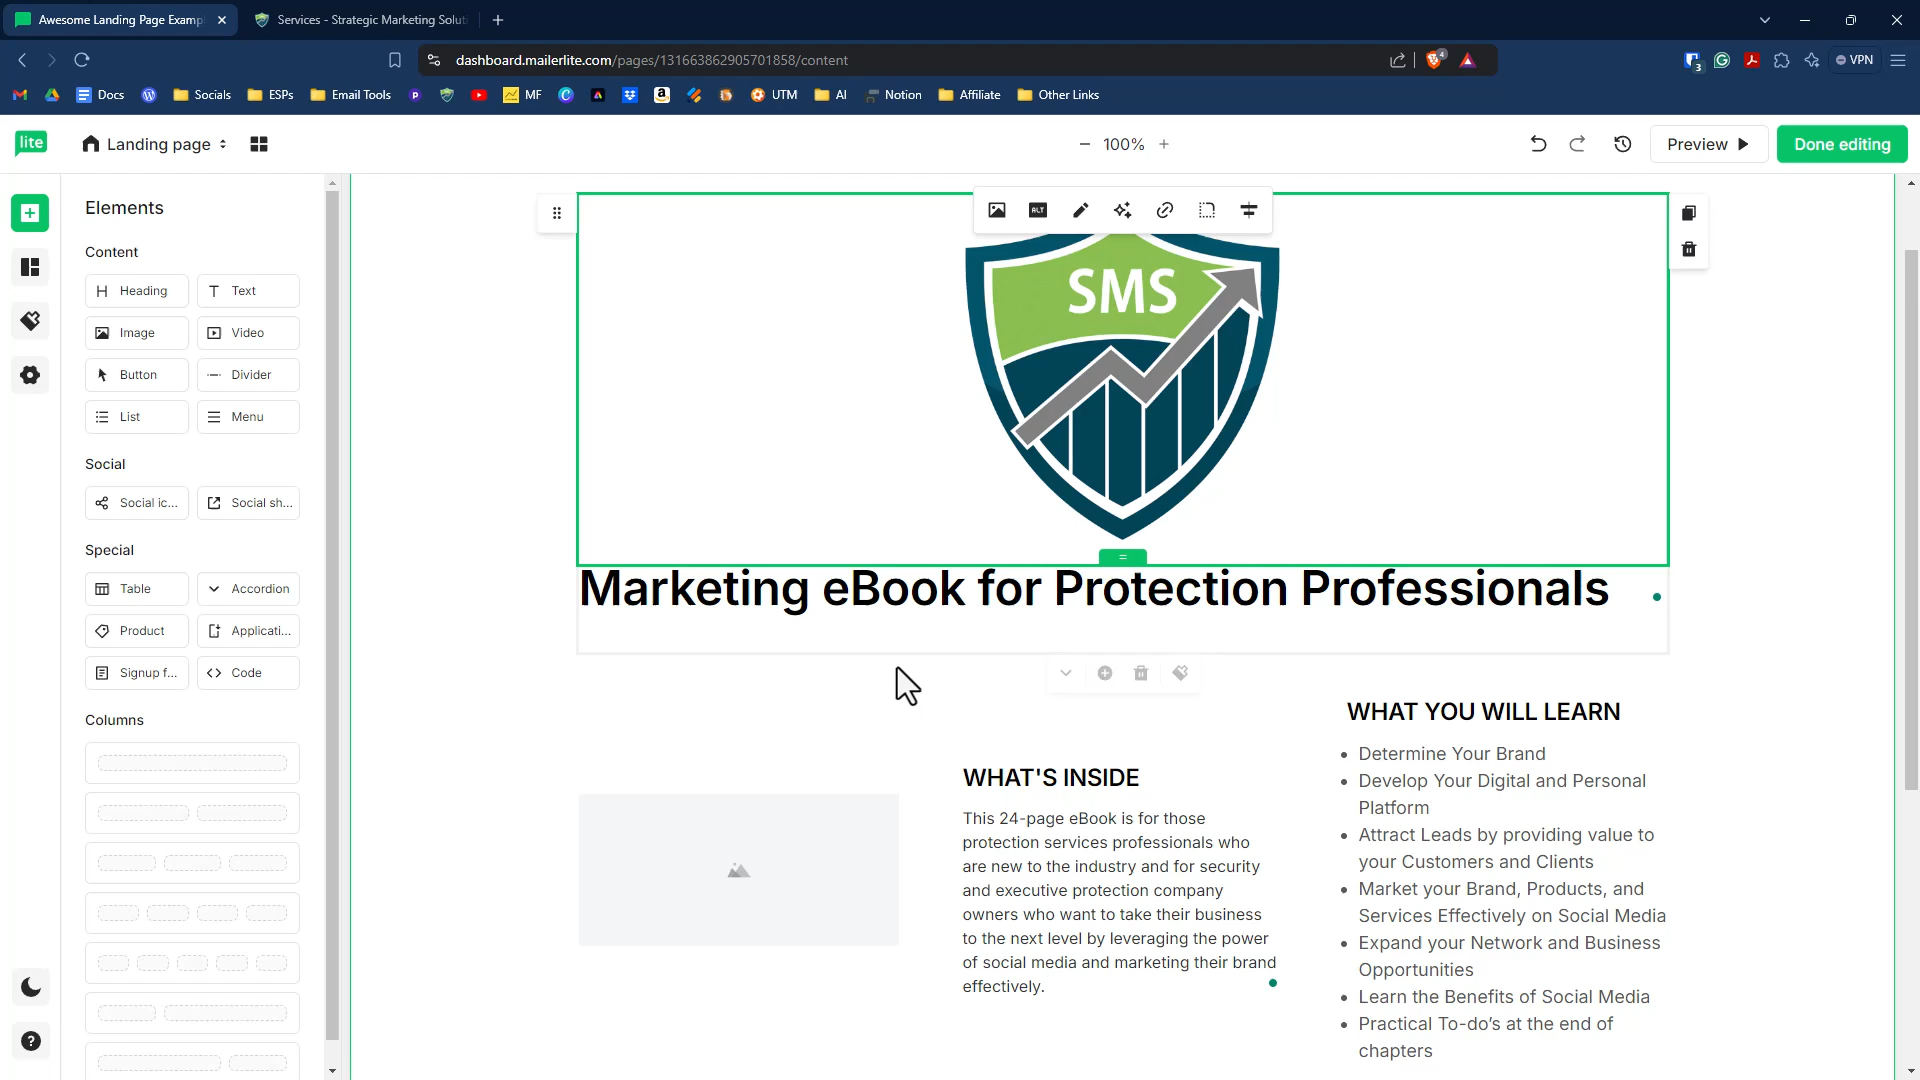 Awesome Landing Page Examp
Services - Strategic Marketing Solut
dashboard.mailerlite.com/pages/131663862905701858/content
4
3
VPN
Docs
Socials
ESPs
Email Tools
MF
UTM
AI
Notion
Affiliate
Other Links
lite
Landing page
100%
Preview
Done editing
Elements
Content
Heading
Text
Image
Video
Button
Divider
List
Menu
Social
Social ic...
Social sh...
Special
Table
Accordion
Product
Applicati...
Signup f...
Code
Columns
ALT
SMS
Marketing eBook for Protection Professionals
WHAT'S INSIDE
This 24-page eBook is for those
protection services professionals who
are new to the industry and for security
and executive protection company
owners who want to take their business
to the next level by leveraging the power
of social media and marketing their brand
effectively.
WHAT YOU WILL LEARN
Determine Your Brand
Develop Your Digital and Personal
Platform
Attract Leads by providing value to
your Customers and Clients
Market your Brand, Products, and
Services Effectively on Social Media
Expand your Network and Business
Opportunities
Learn the Benefits of Social Media
Practical To-do's at the end of
chapters